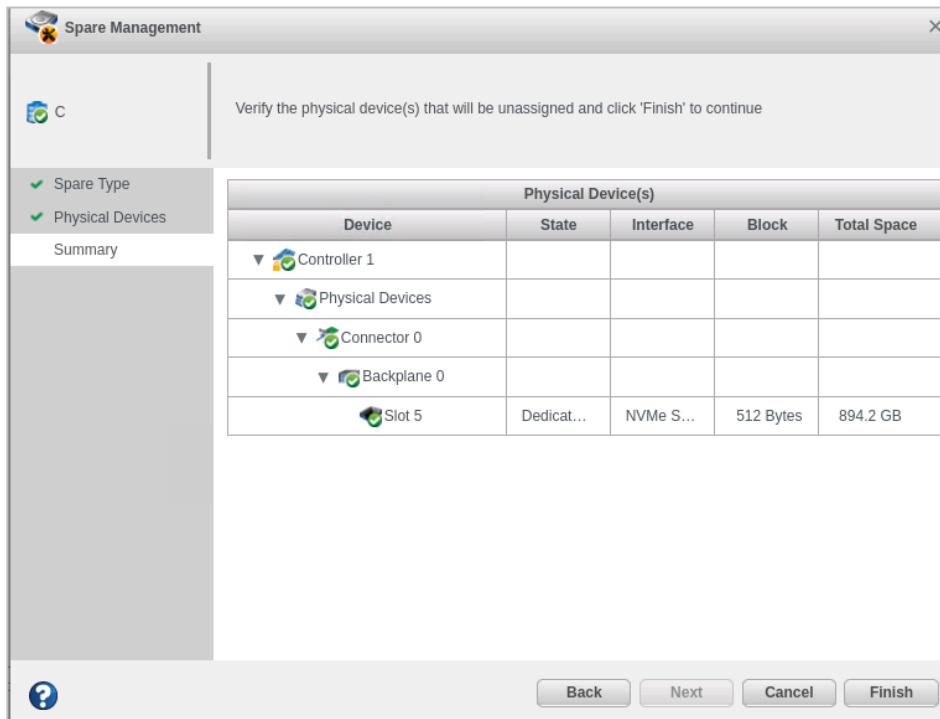 Spare Management
C
Verify the physical device(s) that will be unassigned and click 'Finish' to continue
Spare Type
Physical Devices
Summary
Physical Device(s)
Device State Interface Block Total Space
Controller 1
Physical Devices
Connector 0
Backplane 0
Slot 5 Dedicat... NVMe S... 512 Bytes 894.2 GB
?
Back Next Cancel Finish